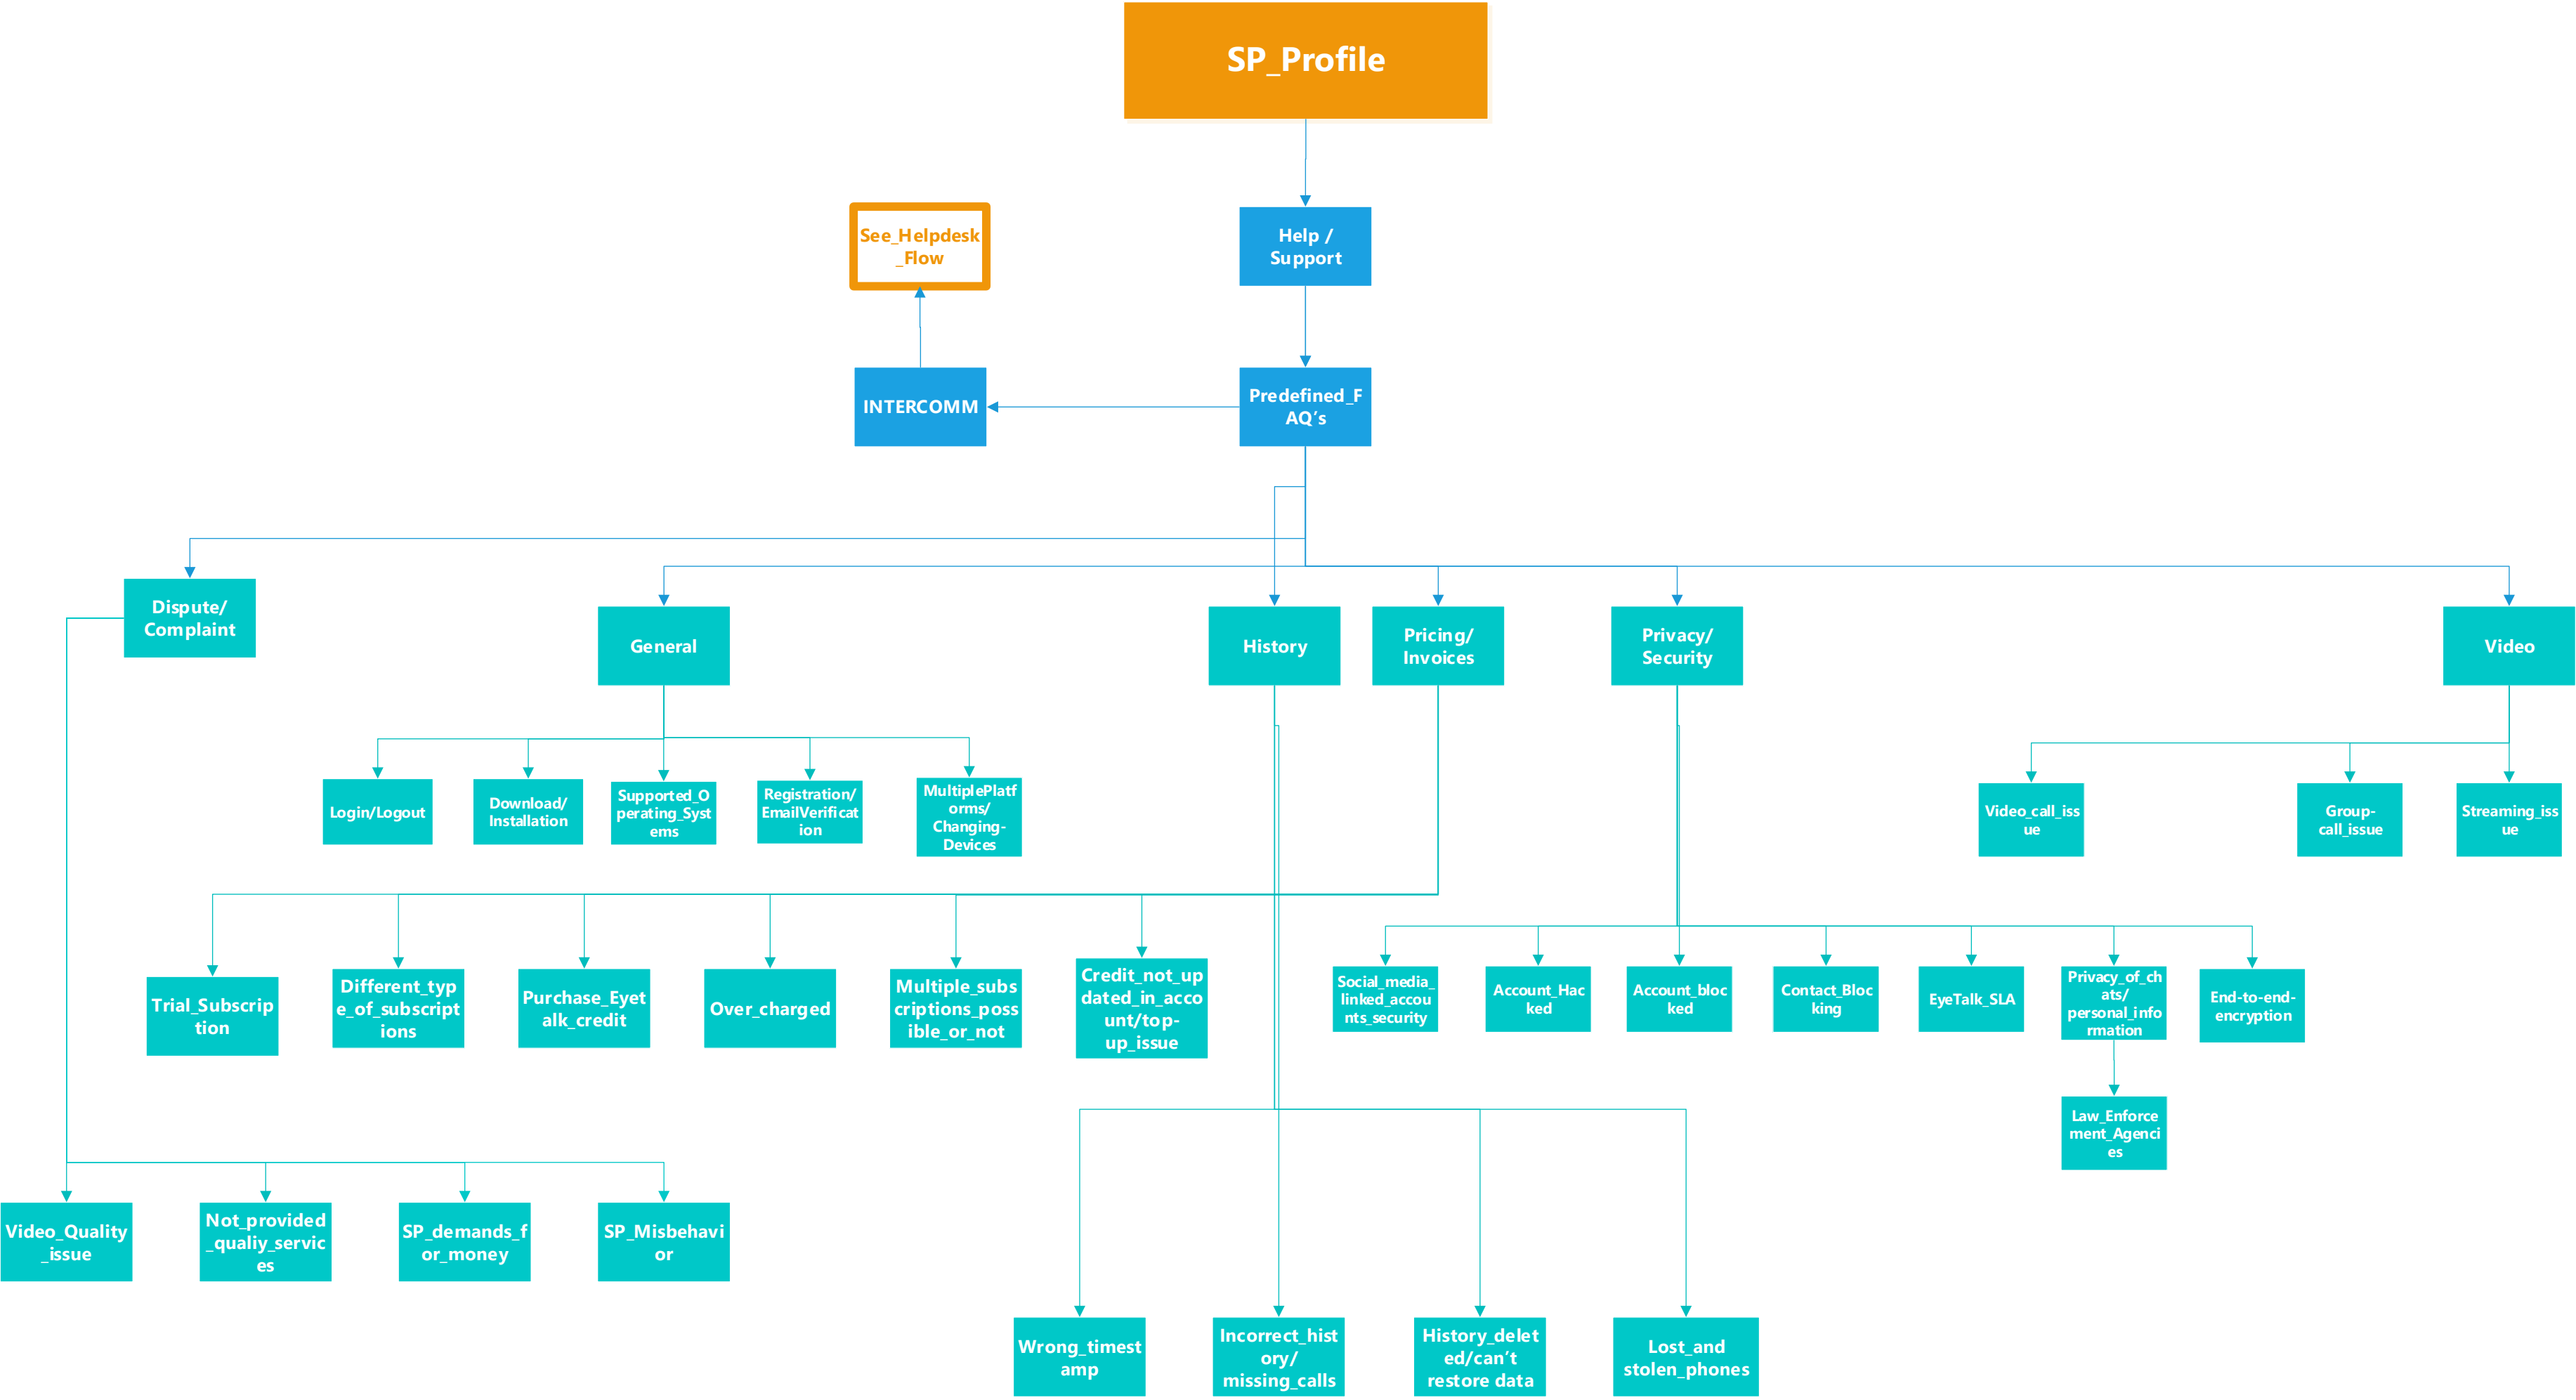 SP_Profile
See_Helpdesk
_Flow
Help /
Support
INTERCOMM
Predefined_F
AQ’s
Dispute/
Complaint
General
History
Pricing/
Invoices
Privacy/
Security
Video
Login/Logout
Download/
Installation
Supported_O
perating_Syst
ems
Registration/
EmailVerificat
ion
MultiplePlatf
orms/
Changing-
Devices
Video_call_iss
ue
Group-
call_issue
Streaming_iss
ue
Trial_Subscrip
tion
Different_typ
e_of_subscript
ions
Purchase_Eyet
alk_credit
Over_charged
Multiple_subs
criptions_poss
ible_or_not
Credit_not_up
dated_in_acco
unt/top-
up_issue
Social_media_
linked_accou
nts_security
Account_Hac
ked
Account_bloc
ked
Contact_Bloc
king
EyeTalk_SLA
Privacy_of_ch
ats/
personal_info
rmation
End-to-end-
encryption
Law_Enforce
ment_Agenci
es
Video_Quality
_issue
Not_provided
_qualiy_servic
es
SP_demands_f
or_money
SP_Misbehavi
or
Wrong_timest
amp
Incorrect_hist
ory/
missing_calls
History_delet
ed/can’t
restore data
Lost_and
stolen_phones